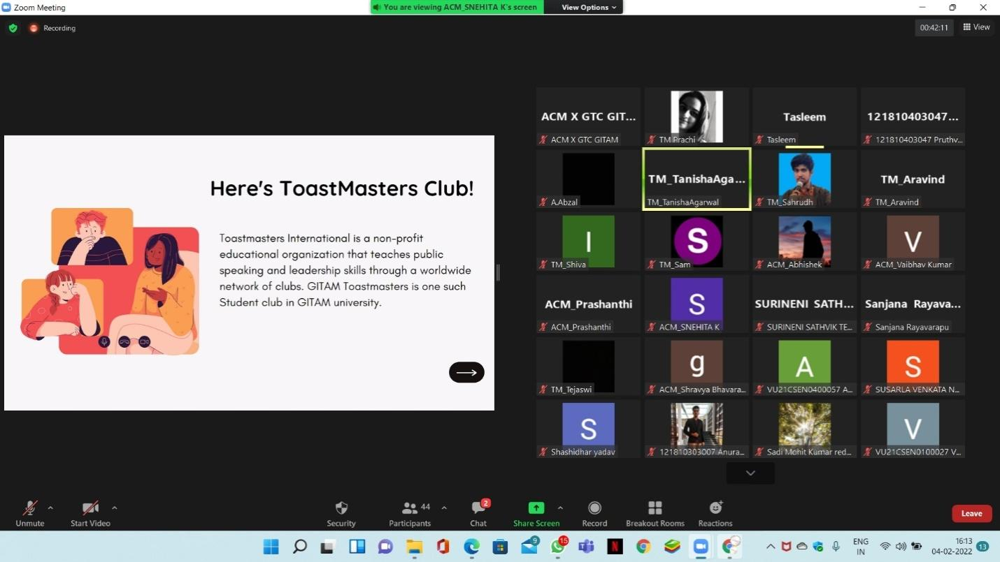 Zoom Meeting
You are viewing ACM_SNEHITA K's screen
View Options
Recording
00:42:11
View
Here's ToastMasters Club!
Toastmasters International is a non-profit
educational organization that teaches public
speaking and leadership skills through a worldwide
network of clubs. GITAM Toastmasters is one such
Student club in GITAM university.
ACM X GTC GIT...
ACM X GTC GITAM
TM Prachi
Tasleem
Tasleem
121810403047...
121810403047 Pruthv...
A.Abzal
TM_TanishaAga...
TM_TanishaAgarwal
TM_Sahrudh
TM_Aravind
TM_Aravind
I
TM_Shiva
S
TM_Sam
ACM_Abhishek
V
ACM_Vaibhav Kumar
ACM_Prashanthi
ACM_Prashanthi
S
ACM_SNEHITA K
SURINENI SATH...
SURINENI SATHVIK TE...
Sanjana Rayava...
Sanjana Rayavarapu
TM_Tejaswi
g
ACM_Shravya Bhavara...
A
VU21CSEN0400057 A...
S
SUSARLA VENKATA N...
S
Shashidhar yadav
121810303007 Anura...
Sadi Mohit Kumar red...
V
VU21CSEN0100027 V...
Unmute
Start Video
Security
44
Participants
2
Chat
Share Screen
Record
Breakout Rooms
Reactions
Leave
9
15
N
ENG
IN
16:13
04-02-2022
13